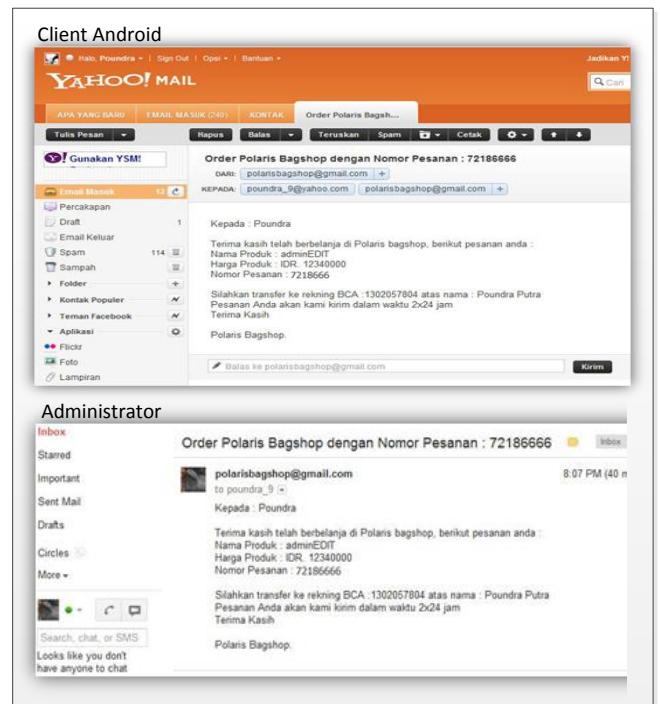 Client Android
Halo, Poundra | Sign Out | Opsi | Bantuan
Jadikan Y!
YAHOO! MAIL
Cari
APA YANG BARU EMAIL MASUK (240) KONTAK Order Polaris Bagsh...
Tulis Pesan Hapus Balas Teruskan Spam Cetak
Gunakan YSM!
Order Polaris Bagshop dengan Nomor Pesanan : 72186666
DARI: polarisbagshop@gmail.com +
KEPADA: poundra_9@yahoo.com polarisbagshop@gmail.com +
Email Masuk 12
Percakapan
Draft 1
Email Keluar
Spam 114
Sampah
Folder +
Kontak Populer
Teman Facebook
Aplikasi
Flickr
Foto
Lampiran
Kepada : Poundra
Terima kasih telah berbelanja di Polaris bagshop, berikut pesanan anda :
Nama Produk : adminEDIT
Harga Produk : IDR. 12340000
Nomor Pesanan : 7218666
Silahkan transfer ke rekning BCA :1302057804 atas nama : Poundra Putra
Pesanan Anda akan kami kirim dalam waktu 2x24 jam
Terima Kasih
Polaris Bagshop.
Balas ke polarisbagshop@gmail.com
Kirim
Administrator
Inbox
Starred
Important
Sent Mail
Drafts
Circles
More
Search, chat, or SMS
Looks like you don't
have anyone to chat
Order Polaris Bagshop dengan Nomor Pesanan : 72186666
Inbox
polarisbagshop@gmail.com
8:07 PM (40 m
to poundra_9
Kepada : Poundra
Terima kasih telah berbelanja di Polaris bagshop, berikut pesanan anda :
Nama Produk : adminEDIT
Harga Produk : IDR. 12340000
Nomor Pesanan : 72186666
Silahkan transfer ke rekning BCA :1302057804 atas nama : Poundra Putra
Pesanan Anda akan kami kirim dalam waktu 2x24 jam
Terima Kasih
Polaris Bagshop.